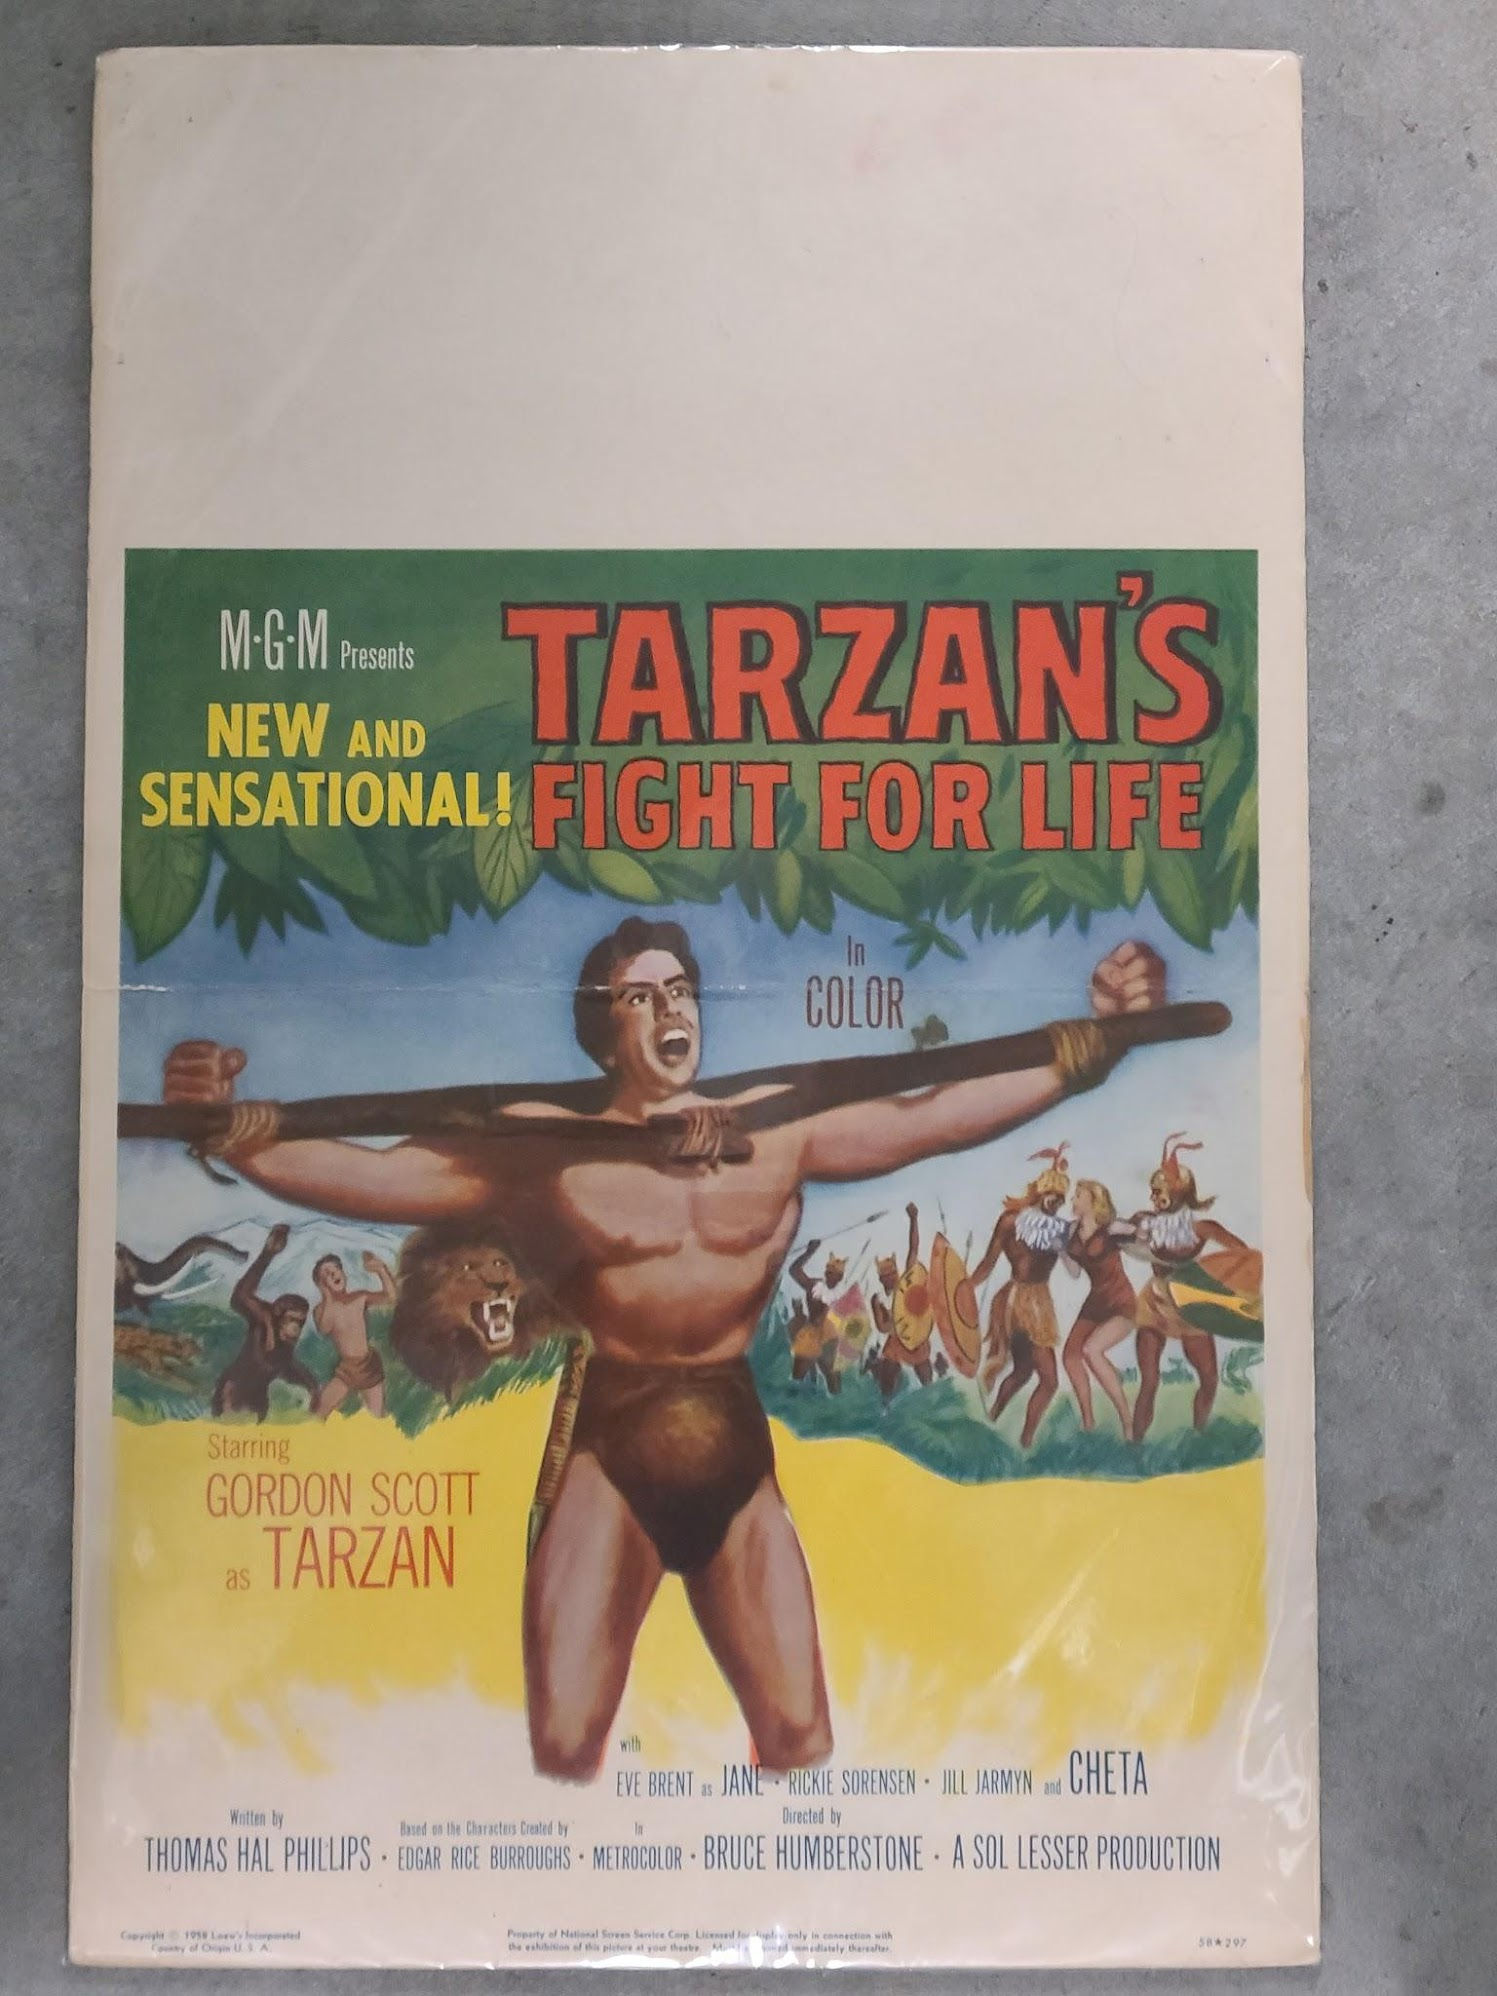 M·G·M Presents
NEW AND
SENSATIONAL!
TARZAN'S
FIGHT FOR LIFE
In
COLOR
Starring
GORDON SCOTT
as TARZAN
with
EVE BRENT as JANE · RICKIE SORENSEN · JILL JARMYN and CHETA
Written by
THOMAS HAL PHILLIPS ·
Based on the Characters Created by
EDGAR RICE BURROUGHS ·
In
METROCOLOR ·
Directed by
BRUCE HUMBERSTONE · A SOL LESSER PRODUCTION
Copyright © 1958 Loew's Incorporated
Country of Origin U. S. A.
Property of National Screen Service Corp. Licensed for display only in connection with
the exhibition of this picture at your theatre. immediately thereafter.
58★297